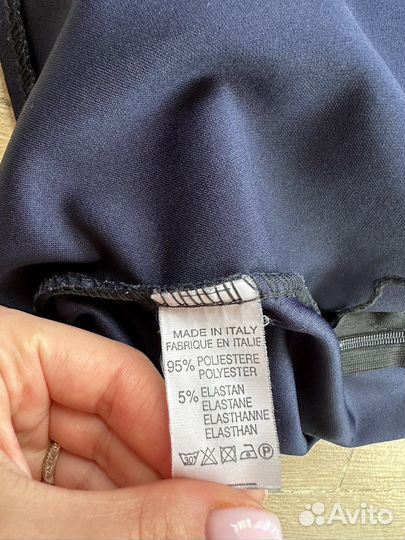 MADE IN ITALY
FABRIQUE EN ITALIE
95% POLIESTERE
POLYESTER
5% ELASTAN
ELASTANE
ELASTHANNE
ELASTHAN
30° P
Avito